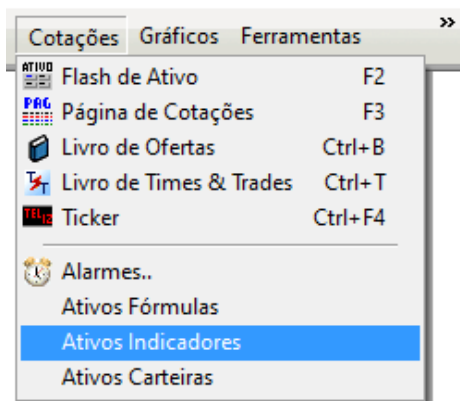 »
Cotações Gráficos Ferramentas
ATIVO Flash de Ativo F2
PAG Página de Cotações F3
Livro de Ofertas Ctrl+B
T T Livro de Times & Trades Ctrl+T
Ticker Ctrl+F4
Alarmes..
Ativos Fórmulas
Ativos Indicadores
Ativos Carteiras